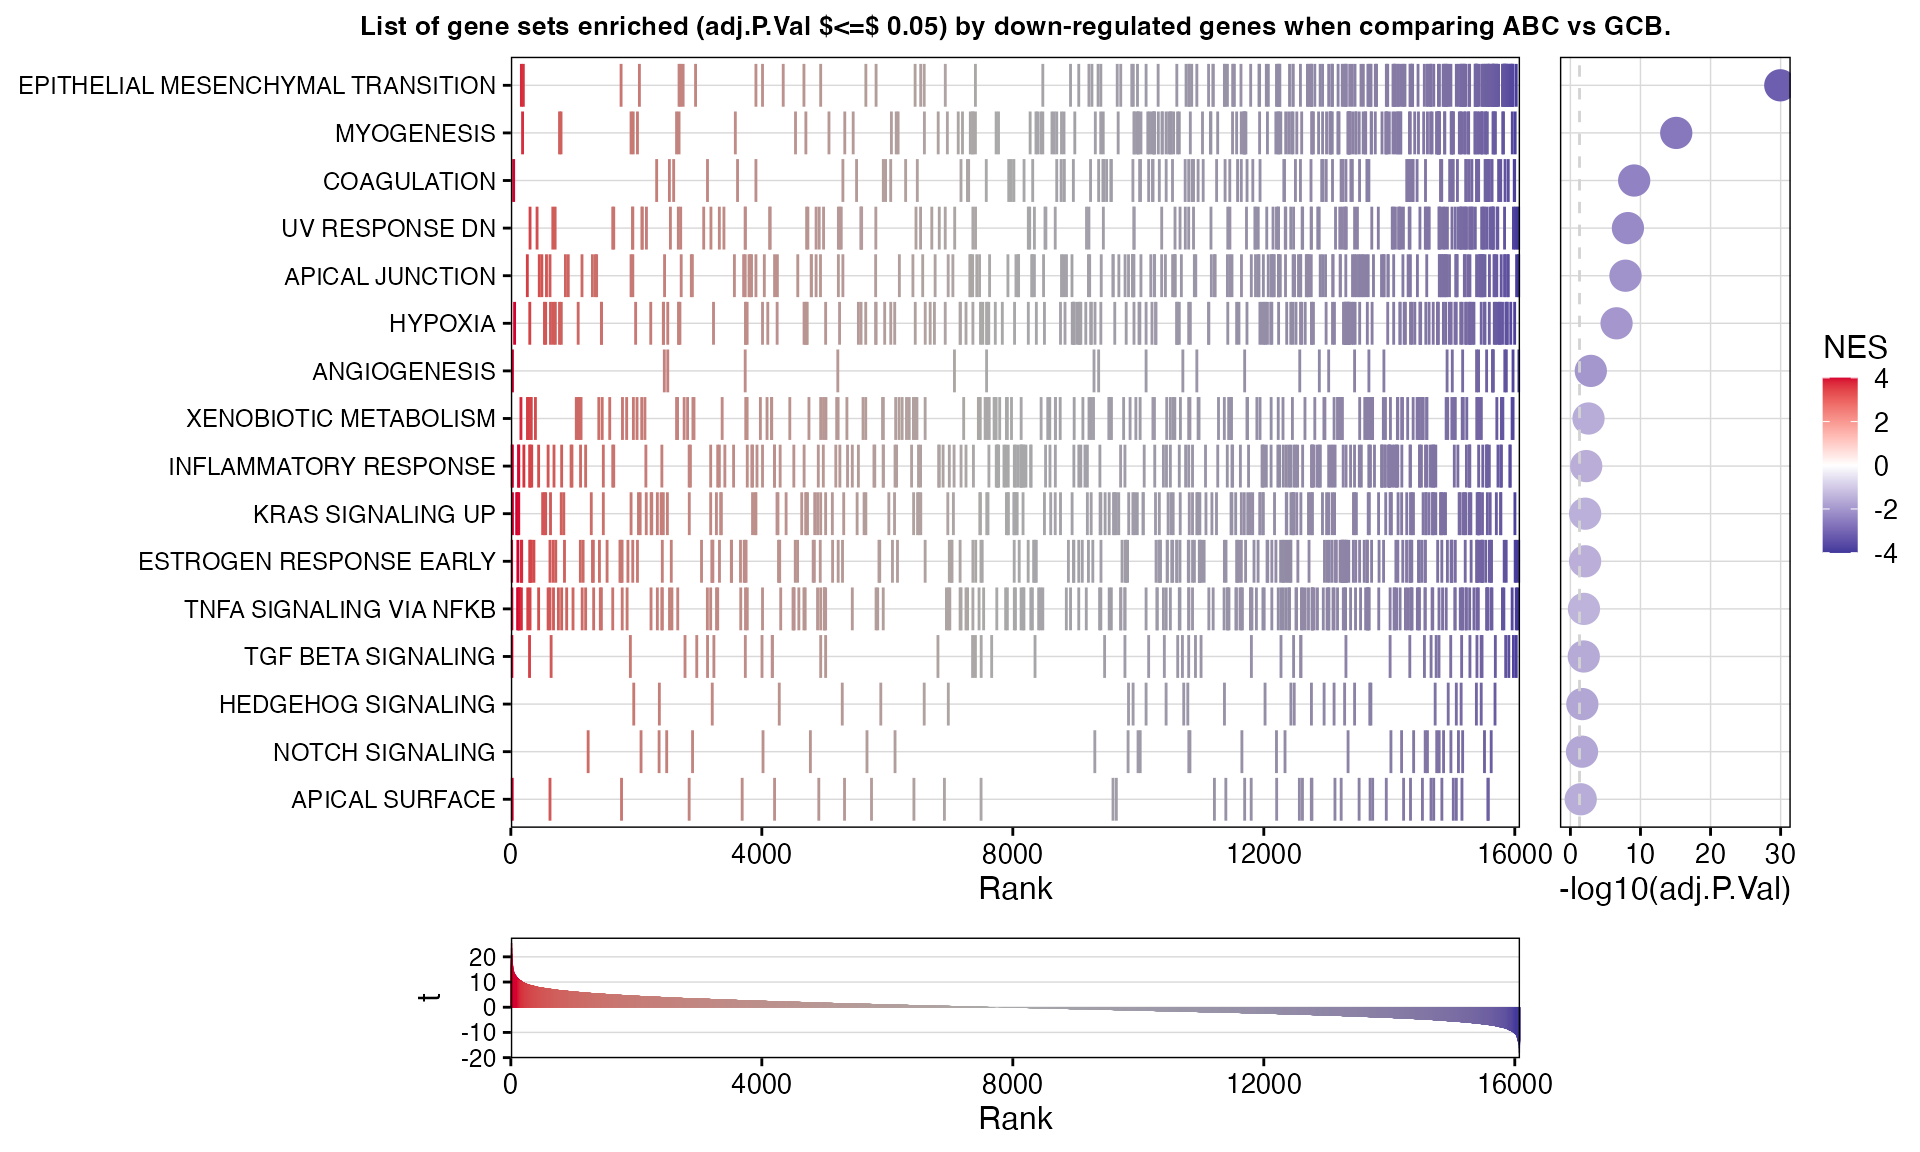 List of gene sets enriched (adj.P.Val $<=$ 0.05) by down-regulated genes when comparing ABC vs GCB.
EPITHELIAL MESENCHYMAL TRANSITION
MYOGENESIS
COAGULATION
UV RESPONSE DN
APICAL JUNCTION
HYPOXIA
ANGIOGENESIS
XENOBIOTIC METABOLISM
INFLAMMATORY RESPONSE
KRAS SIGNALING UP
ESTROGEN RESPONSE EARLY
TNFA SIGNALING VIA NFKB
TGF BETA SIGNALING
HEDGEHOG SIGNALING
NOTCH SIGNALING
APICAL SURFACE
0 4000 8000 12000 16000
Rank
0 10 20 30
-log10(adj.P.Val)
NES
4
2
0
-2
-4
t
20
10
0
-10
-20
0 4000 8000 12000 16000
Rank